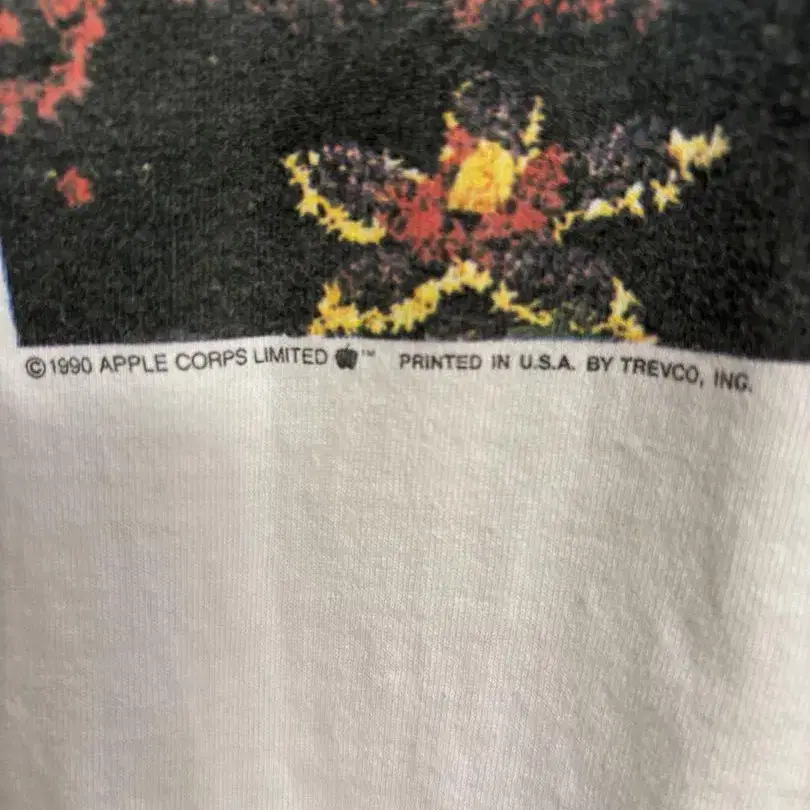 ©1990 APPLE CORPS LIMITED ™ PRINTED IN U.S.A. BY TREVCO, INC.